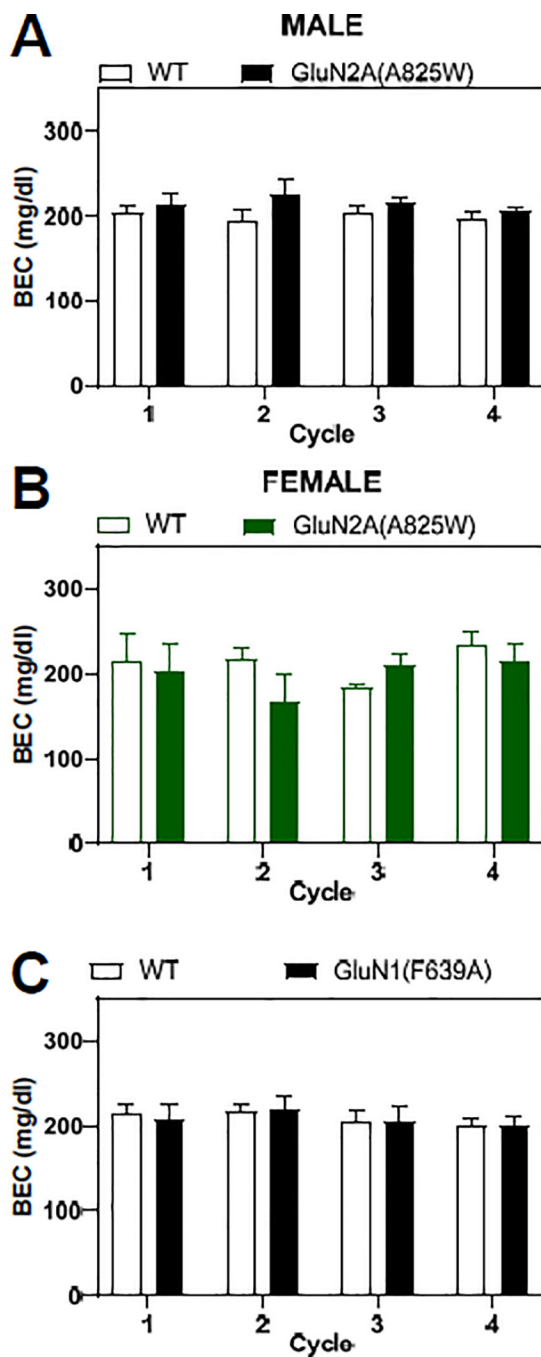 A
MALE
WT GluN2A(A825W)
300
200
100
0
BEC (mg/dl)
1 2 3 4
Cycle
B
FEMALE
WT GluN2A(A825W)
300
200
100
0
BEC (mg/dl)
1 2 3 4
Cycle
C
WT GluN1(F639A)
300
200
100
0
BEC (mg/dl)
1 2 3 4
Cycle